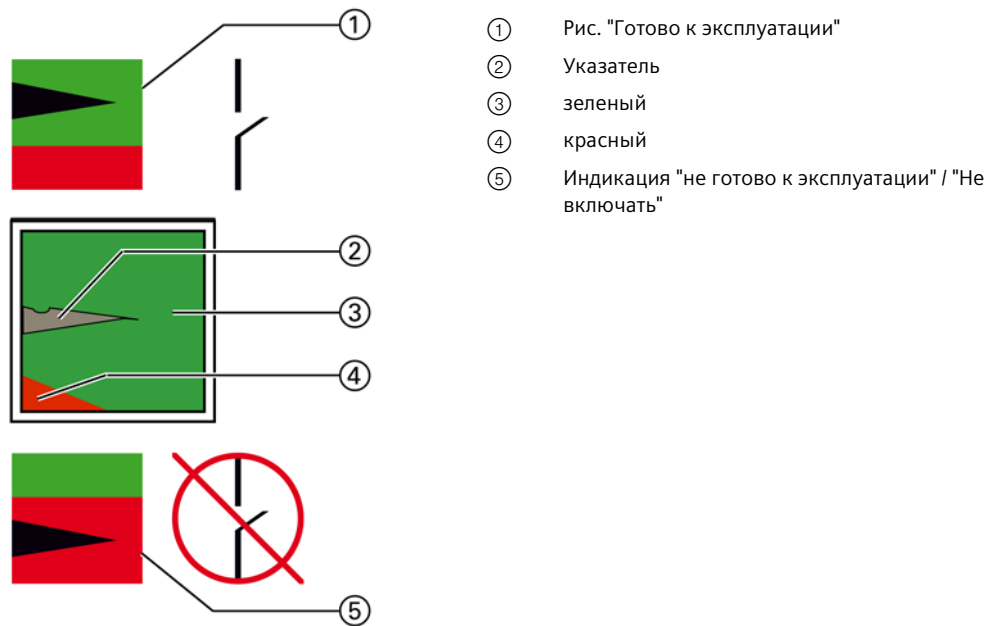 ①
① Рис. "Готово к эксплуатации"
② Указатель
③ зеленый
④ красный
⑤ Индикация "не готово к эксплуатации" / "Не
включать"
②
③
④
⑤